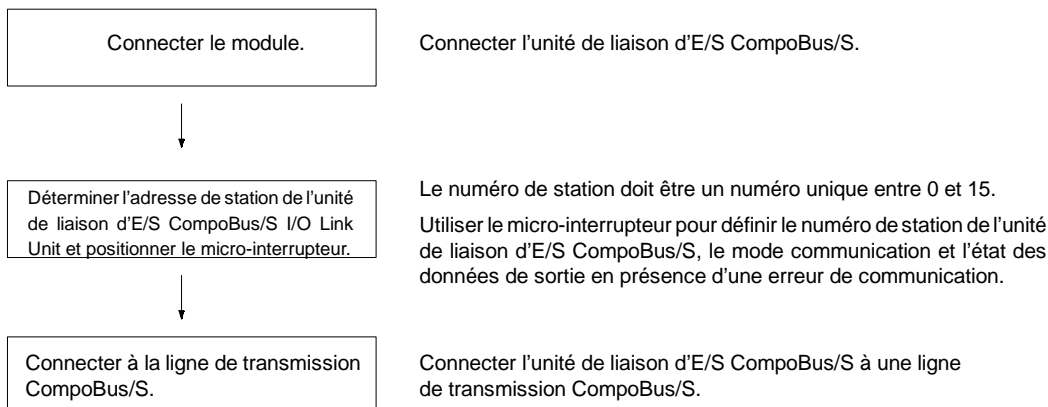 Connecter le module.
Connecter l’unité de liaison d’E/S CompoBus/S.
Déterminer l’adresse de station de l’unité
de liaison d’E/S CompoBus/S I/O Link
Unit et positionner le micro-interrupteur.
Le numéro de station doit être un numéro unique entre 0 et 15.
Utiliser le micro-interrupteur pour définir le numéro de station de l’unité
de liaison d’E/S CompoBus/S, le mode communication et l’état des
données de sortie en présence d’une erreur de communication.
Connecter à la ligne de transmission
CompoBus/S.
Connecter l’unité de liaison d’E/S CompoBus/S à une ligne
de transmission CompoBus/S.